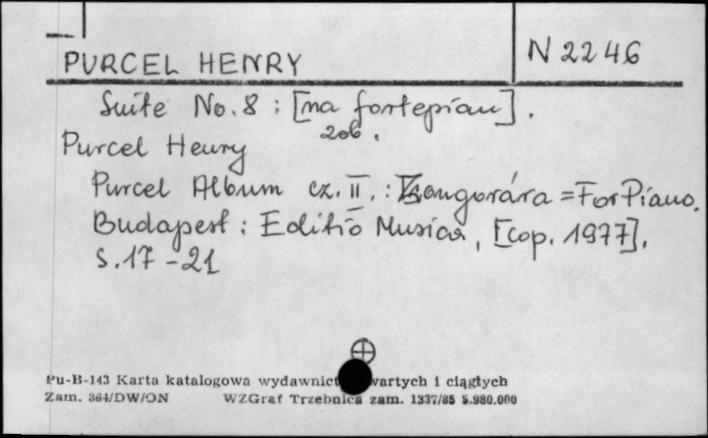 PURCEL HENRY
N 2246
Suite No. 8 : [na fortepian].
zob.
Purcel Henry
Purcel Album cz. II. : Zongorára = For Piano.
Budapest : Editio Musica, [cop. 1977].
S. 17 - 21
Pu-B-143 Karta katalogowa wydawnict wartych i ciągłych
Zam. 364/DW/ON WZGraf Trzebnica zam. 1337/85 5.980.000